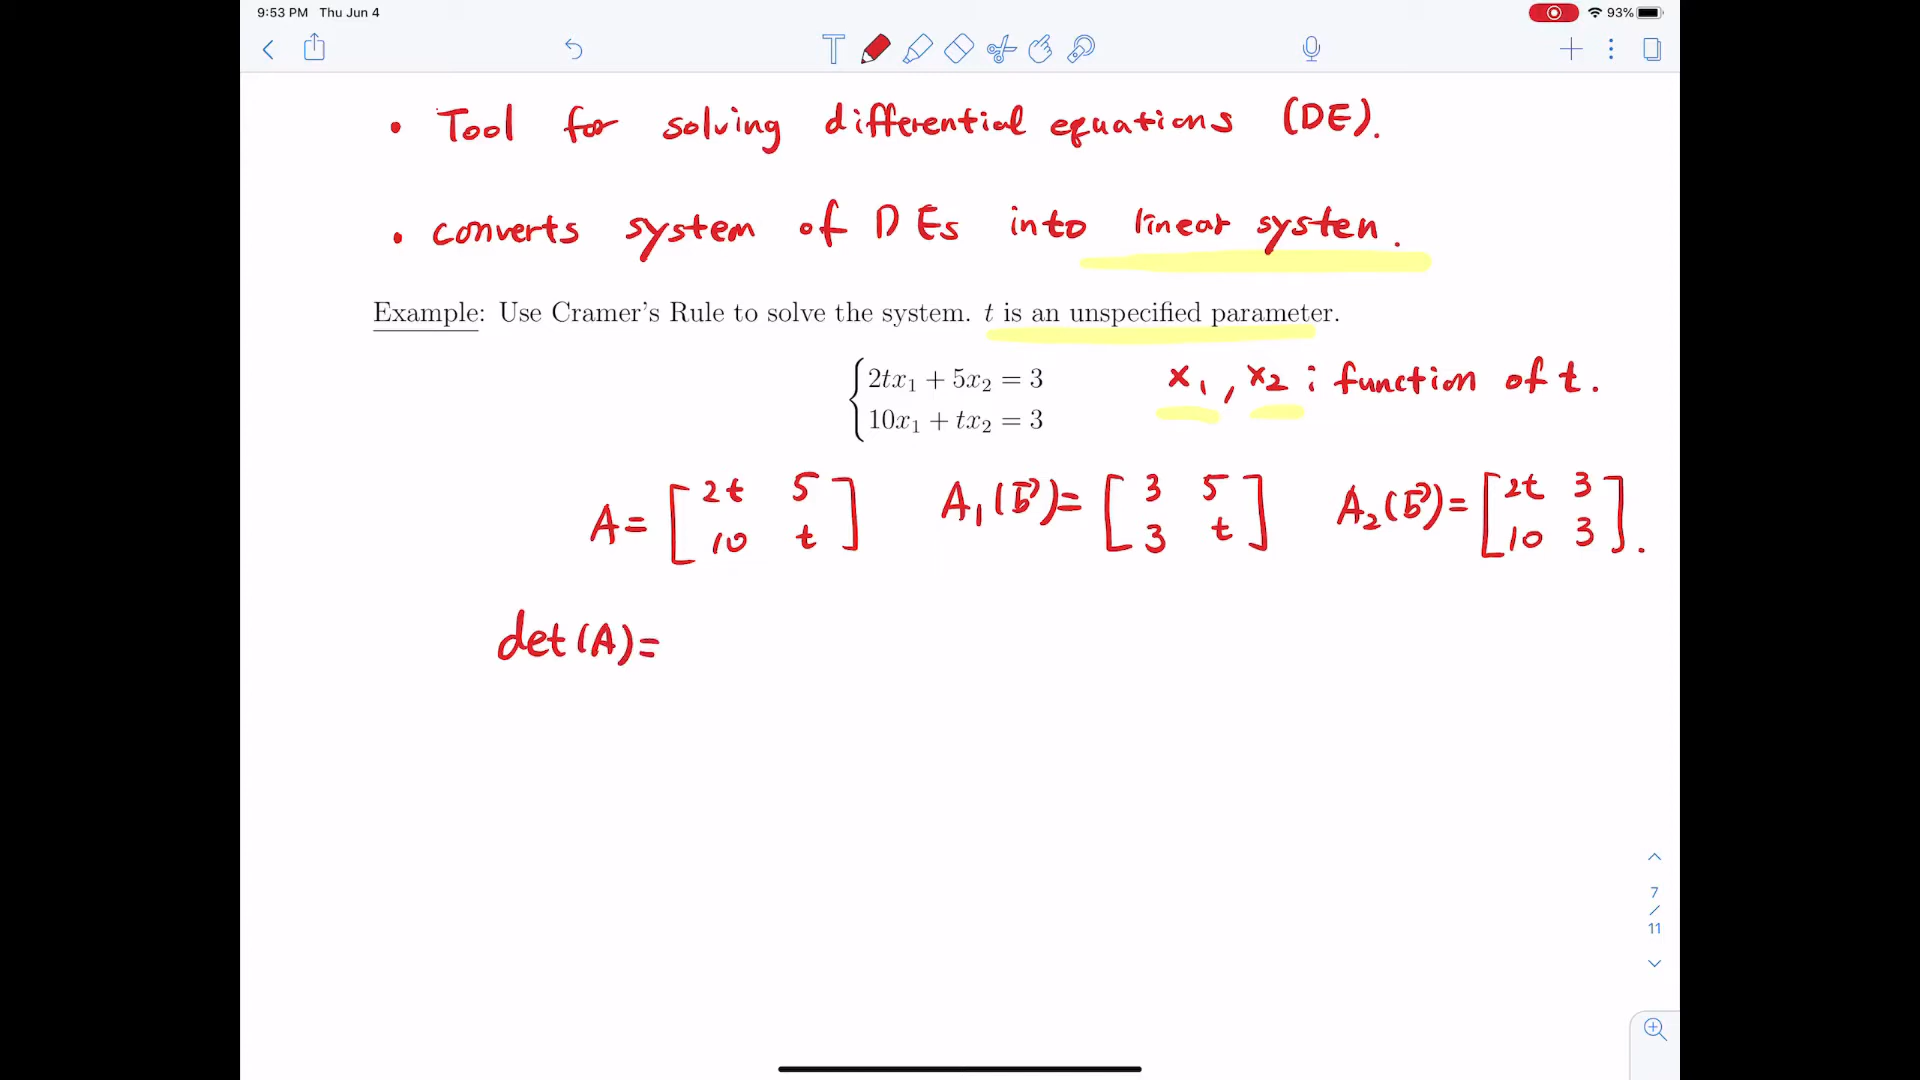 9:53 PM Thu Jun 4 93%
• Tool for solving differential equations (DE).
• converts system of DEs into linear systen.
Example: Use Cramer's Rule to solve the system. t is an unspecified parameter.
2tx₁ + 5x₂ = 3
10x₁ + tx₂ = 3
x₁, x₂ : function of t.
A = [2t 5; 10 t] A₁(b⃗) = [3 5; 3 t] A₂(b⃗) = [2t 3; 10 3].
det(A) =
7
/
11